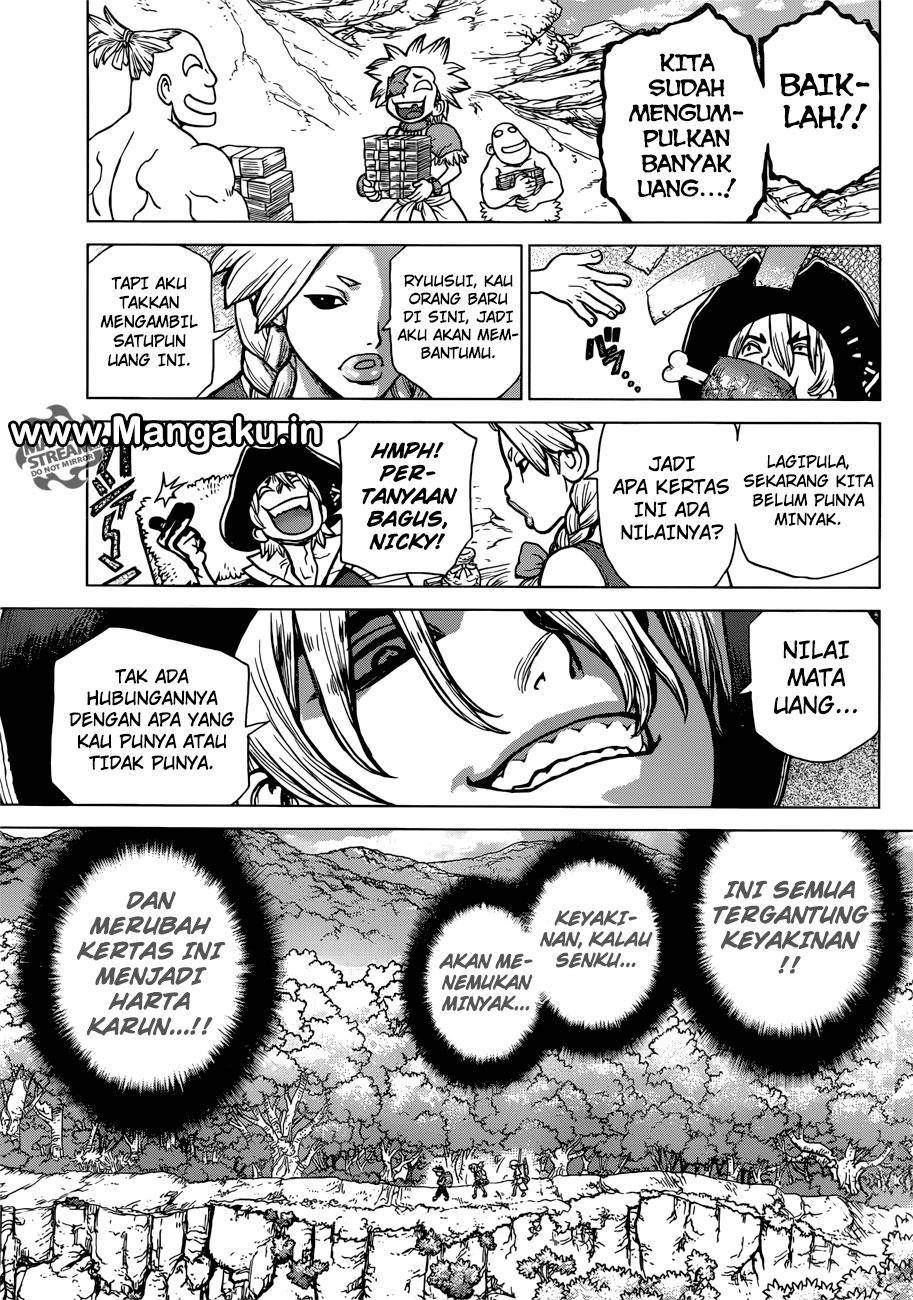 BAIK-
LAH!!
KITA
SUDAH
MENGUM-
PULKAN
BANYAK
UANG...!
RYUUSUI, KAU
ORANG BARU
DI SINI, JADI
AKU AKAN MEM-
BANTUMU.
TAPI AKU
TAKKAN
MENGAMBIL
SATUPUN
UANG INI.
LAGIPULA,
SEKARANG KITA
BELUM PUNYA
MINYAK.
JADI
APA KERTAS
INI ADA
NILAINYA?
HMPH!
PER-
TANYAAN
BAGUS,
NICKY!
www.Mangaku.in
STREAM
DO NOT MIRROR
NILAI
MATA
UANG...
TAK ADA
HUBUNGANNYA
DENGAN APA YANG
KAU PUNYA ATAU
TIDAK PUNYA.
INI SEMUA
TERGANTUNG
KEYAKINAN
!!
KEYAKI-
NAN, KALAU
SENKU...
AKAN ME-
NEMUKAN
MINYAK...
DAN
MERUBAH
KERTAS INI
MENJADI
HARTA
KARUN...!!